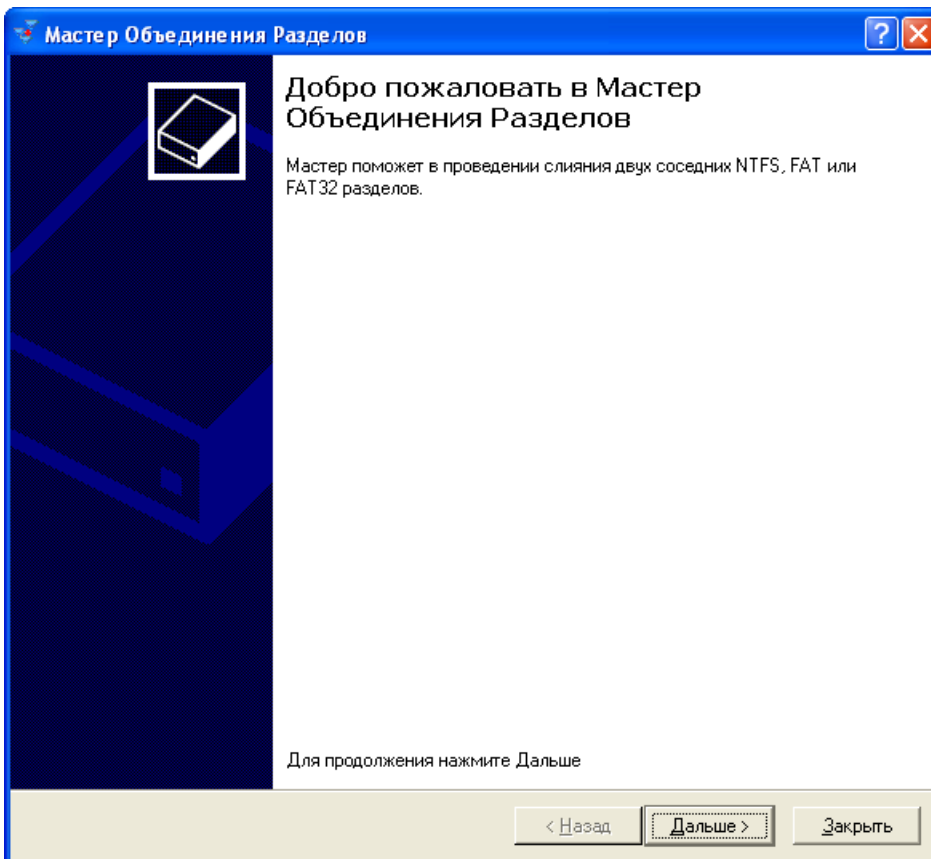 Мастер Объединения Разделов
Добро пожаловать в Мастер
Объединения Разделов
Мастер поможет в проведении слияния двух соседних NTFS, FAT или
FAT32 разделов.
Для продолжения нажмите Дальше
< Назад
Дальше >
Закрыть